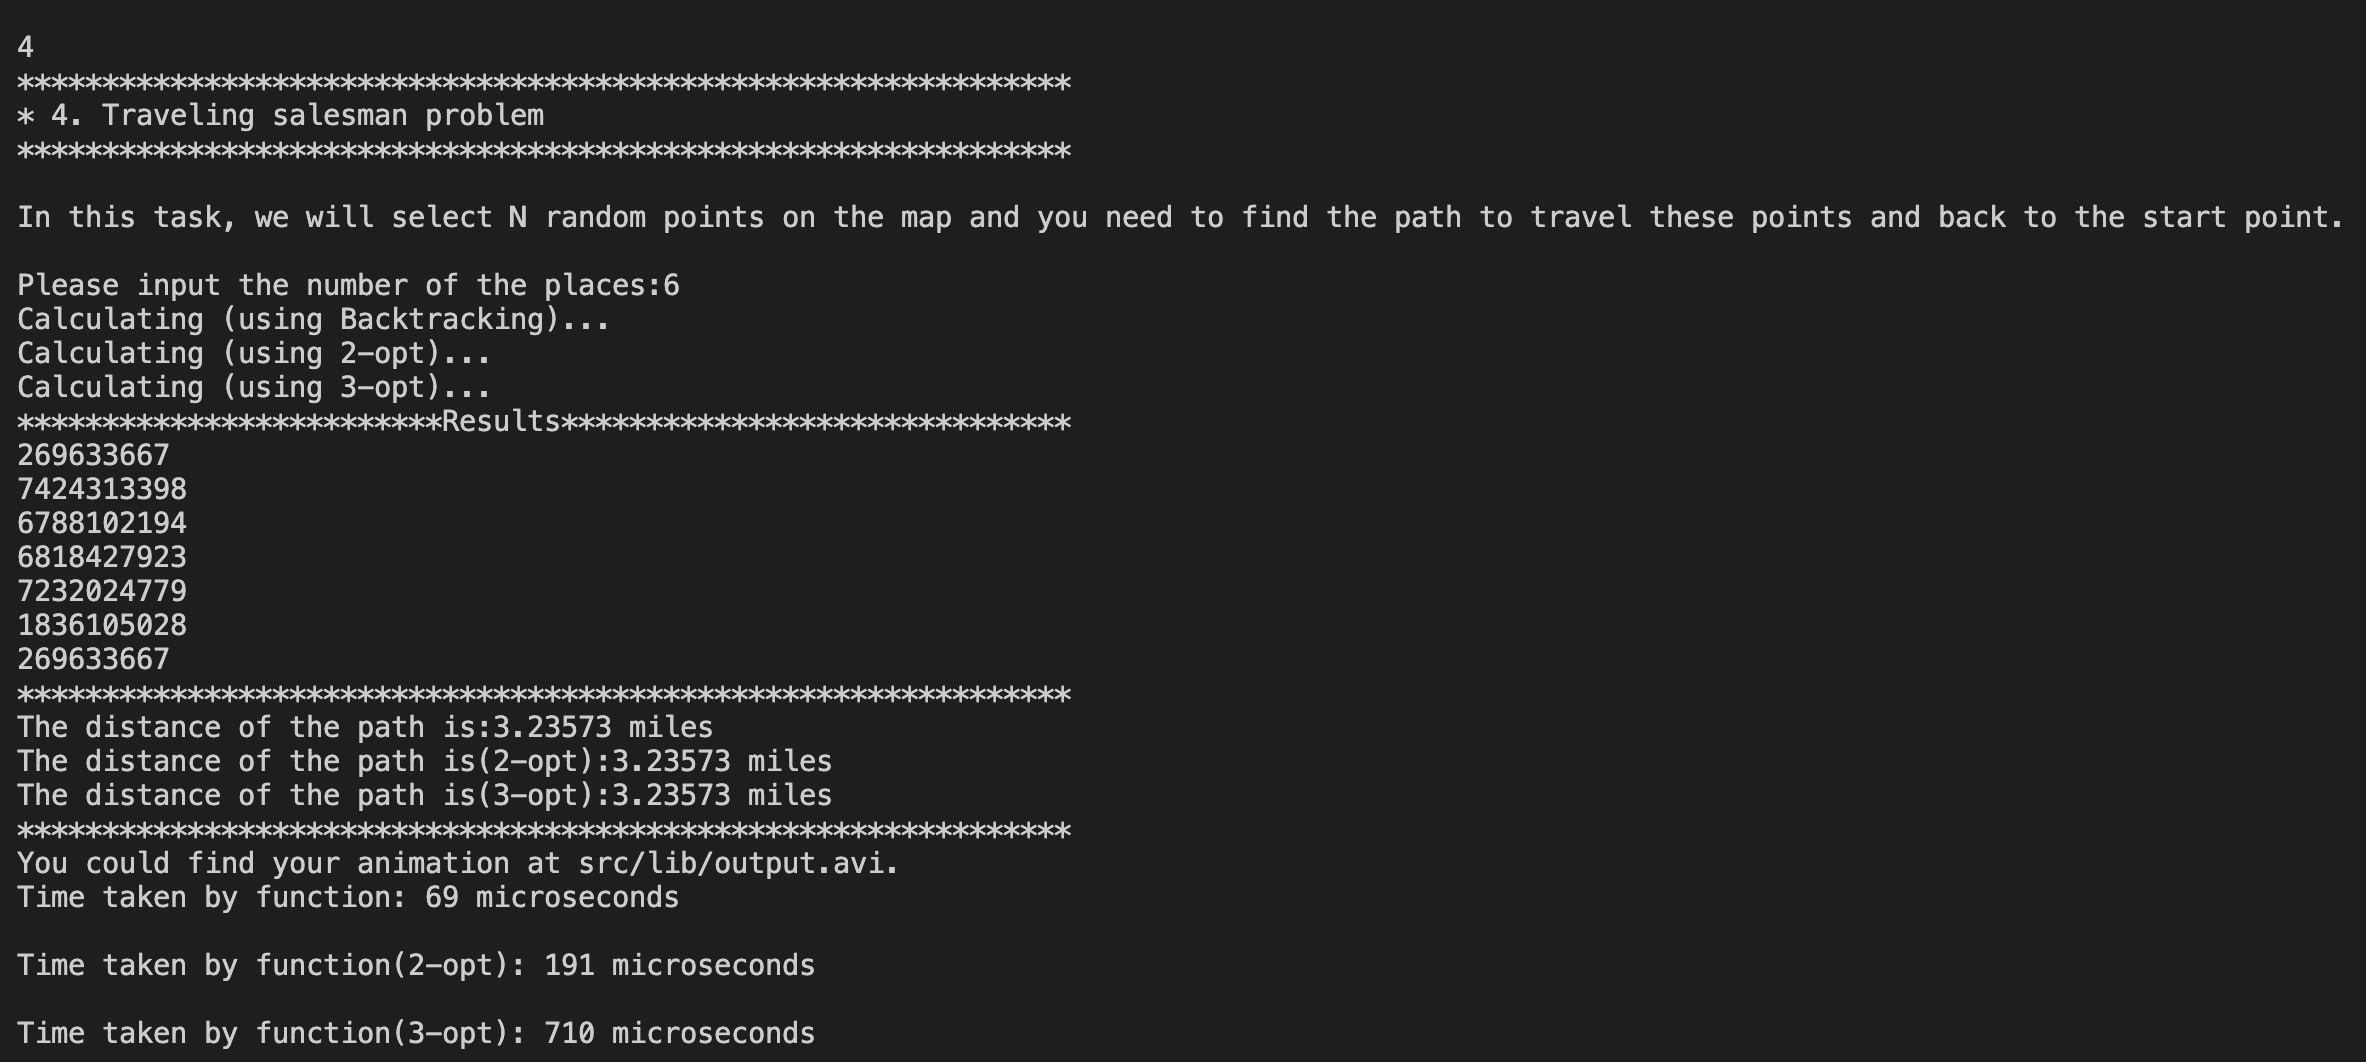 4
**************************************************************
* 4. Traveling salesman problem
**************************************************************
In this task, we will select N random points on the map and you need to find the path to travel these points and back to the start point.
Please input the number of the places:6
Calculating (using Backtracking)...
Calculating (using 2-opt)...
Calculating (using 3-opt)...
*************************Results******************************
269633667
7424313398
6788102194
6818427923
7232024779
1836105028
269633667
**************************************************************
The distance of the path is:3.23573 miles
The distance of the path is(2-opt):3.23573 miles
The distance of the path is(3-opt):3.23573 miles
**************************************************************
You could find your animation at src/lib/output.avi.
Time taken by function: 69 microseconds
Time taken by function(2-opt): 191 microseconds
Time taken by function(3-opt): 710 microseconds